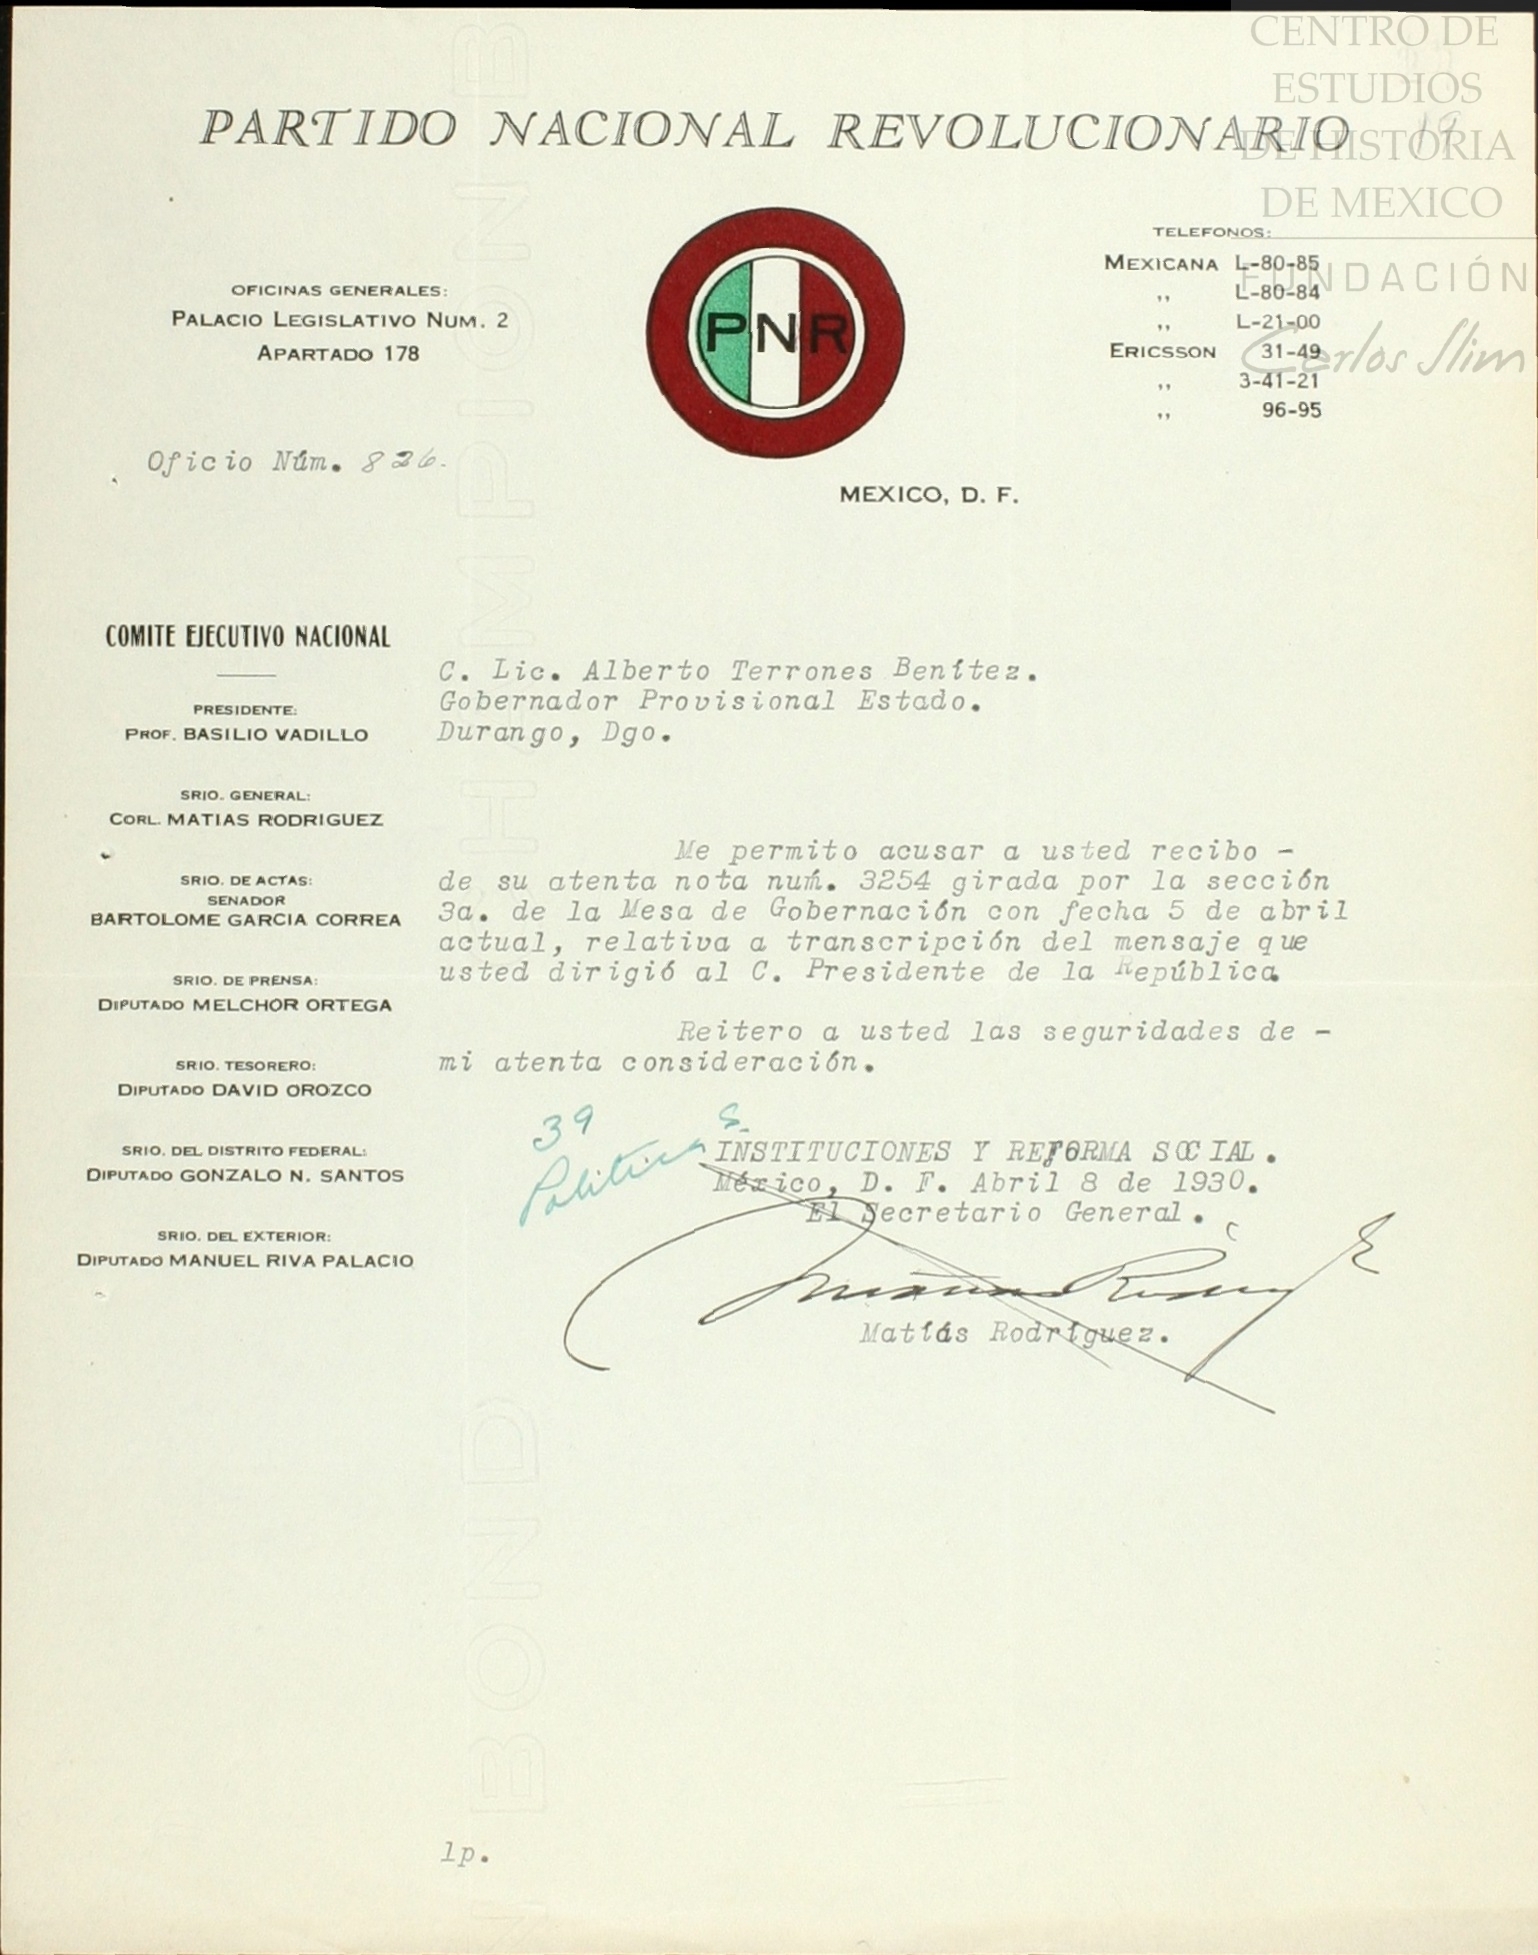 CENTRO DE
ESTUDIOS
DE HISTORIA
DE MEXICO
FUNDACIÓN
Carlos Slim
19
PARTIDO NACIONAL REVOLUCIONARIO
PNR
OFICINAS GENERALES:
PALACIO LEGISLATIVO NUM. 2
APARTADO 178
TELEFONOS:
MEXICANA L-80-85
,, L-80-84
,, L-21-00
ERICSSON 31-49
,, 3-41-21
,, 96-95
Oficio Núm. 826.
MEXICO, D. F.
COMITE EJECUTIVO NACIONAL
PRESIDENTE:
PROF. BASILIO VADILLO
SRIO. GENERAL:
CORL. MATIAS RODRIGUEZ
SRIO. DE ACTAS:
SENADOR
BARTOLOME GARCIA CORREA
SRIO. DE PRENSA:
DIPUTADO MELCHOR ORTEGA
SRIO. TESORERO:
DIPUTADO DAVID OROZCO
SRIO. DEL DISTRITO FEDERAL:
DIPUTADO GONZALO N. SANTOS
SRIO. DEL EXTERIOR:
DIPUTADO MANUEL RIVA PALACIO
C. Lic. Alberto Terrones Benítez.
Gobernador Provisional Estado.
Durango, Dgo.
Me permito acusar a usted recibo -
de su atenta nota núm. 3254 girada por la sección
3a. de la Mesa de Gobernación con fecha 5 de abril
actual, relativa a transcripción del mensaje que
usted dirigió al C. Presidente de la República.
Reitero a usted las seguridades de -
mi atenta consideración.
39
Politicas
INSTITUCIONES Y REFORMA SOCIAL.
México, D. F. Abril 8 de 1930.
El Secretario General.
Matías Rodríguez
Matías Rodríguez.
lp.
N BOND HAMPTON B